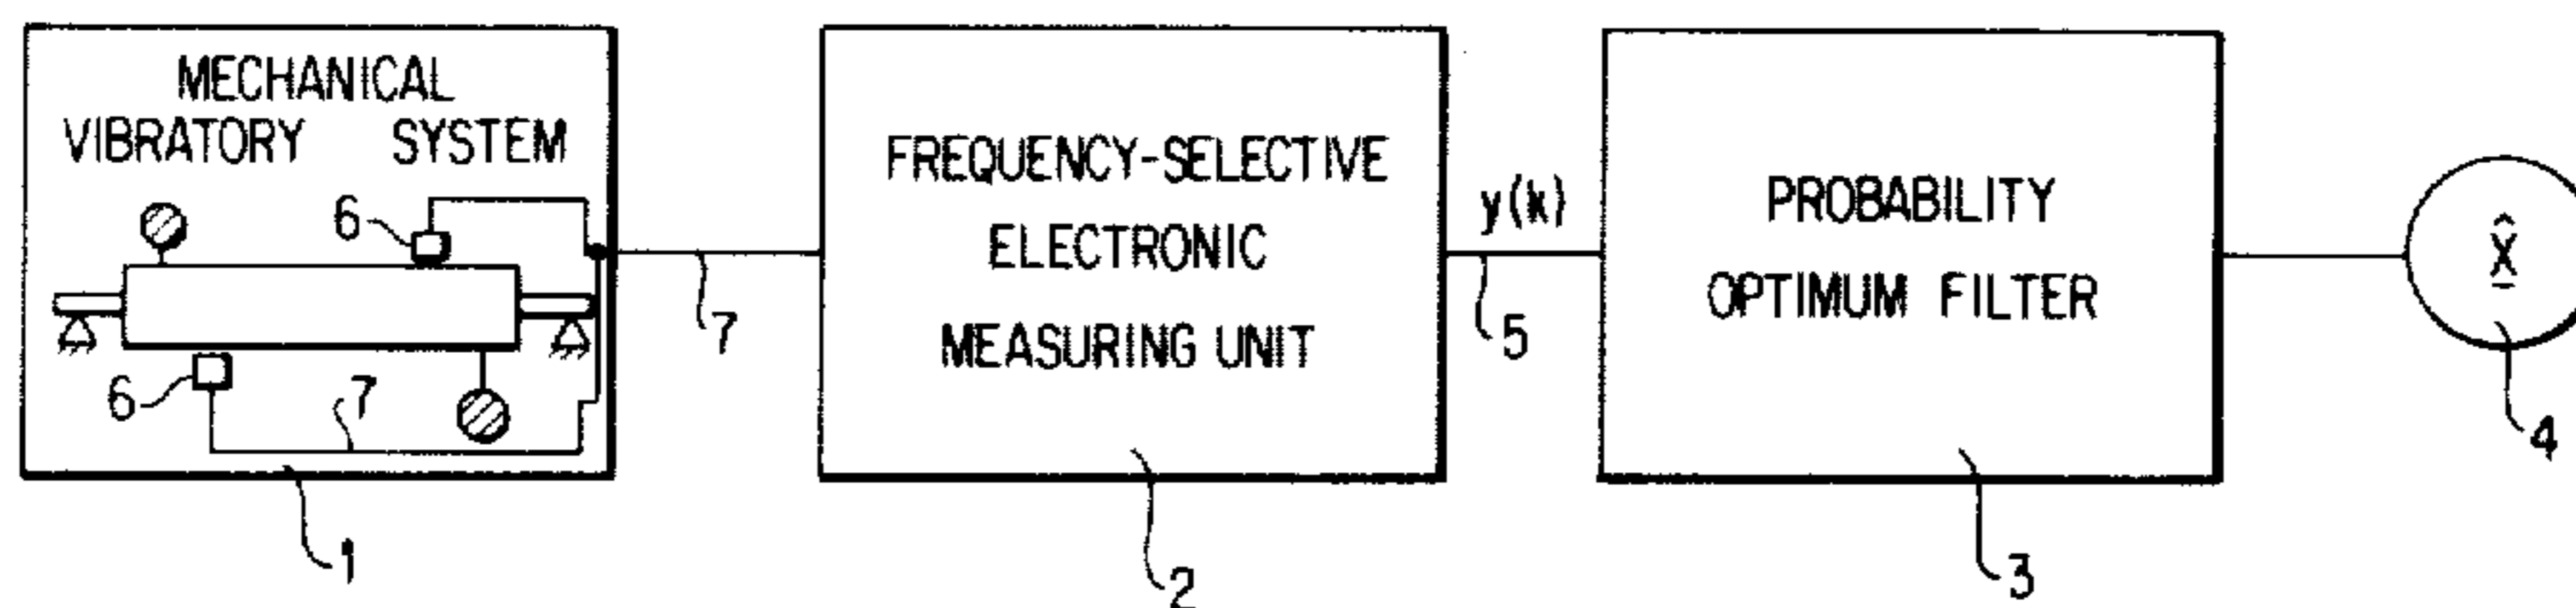 MECHANICAL
VIBRATORY SYSTEM
6
6
7
1
7
FREQUENCY-SELECTIVE
ELECTRONIC
MEASURING UNIT
2
y(k)
5
PROBABILITY
OPTIMUM FILTER
3
X̲̂
4